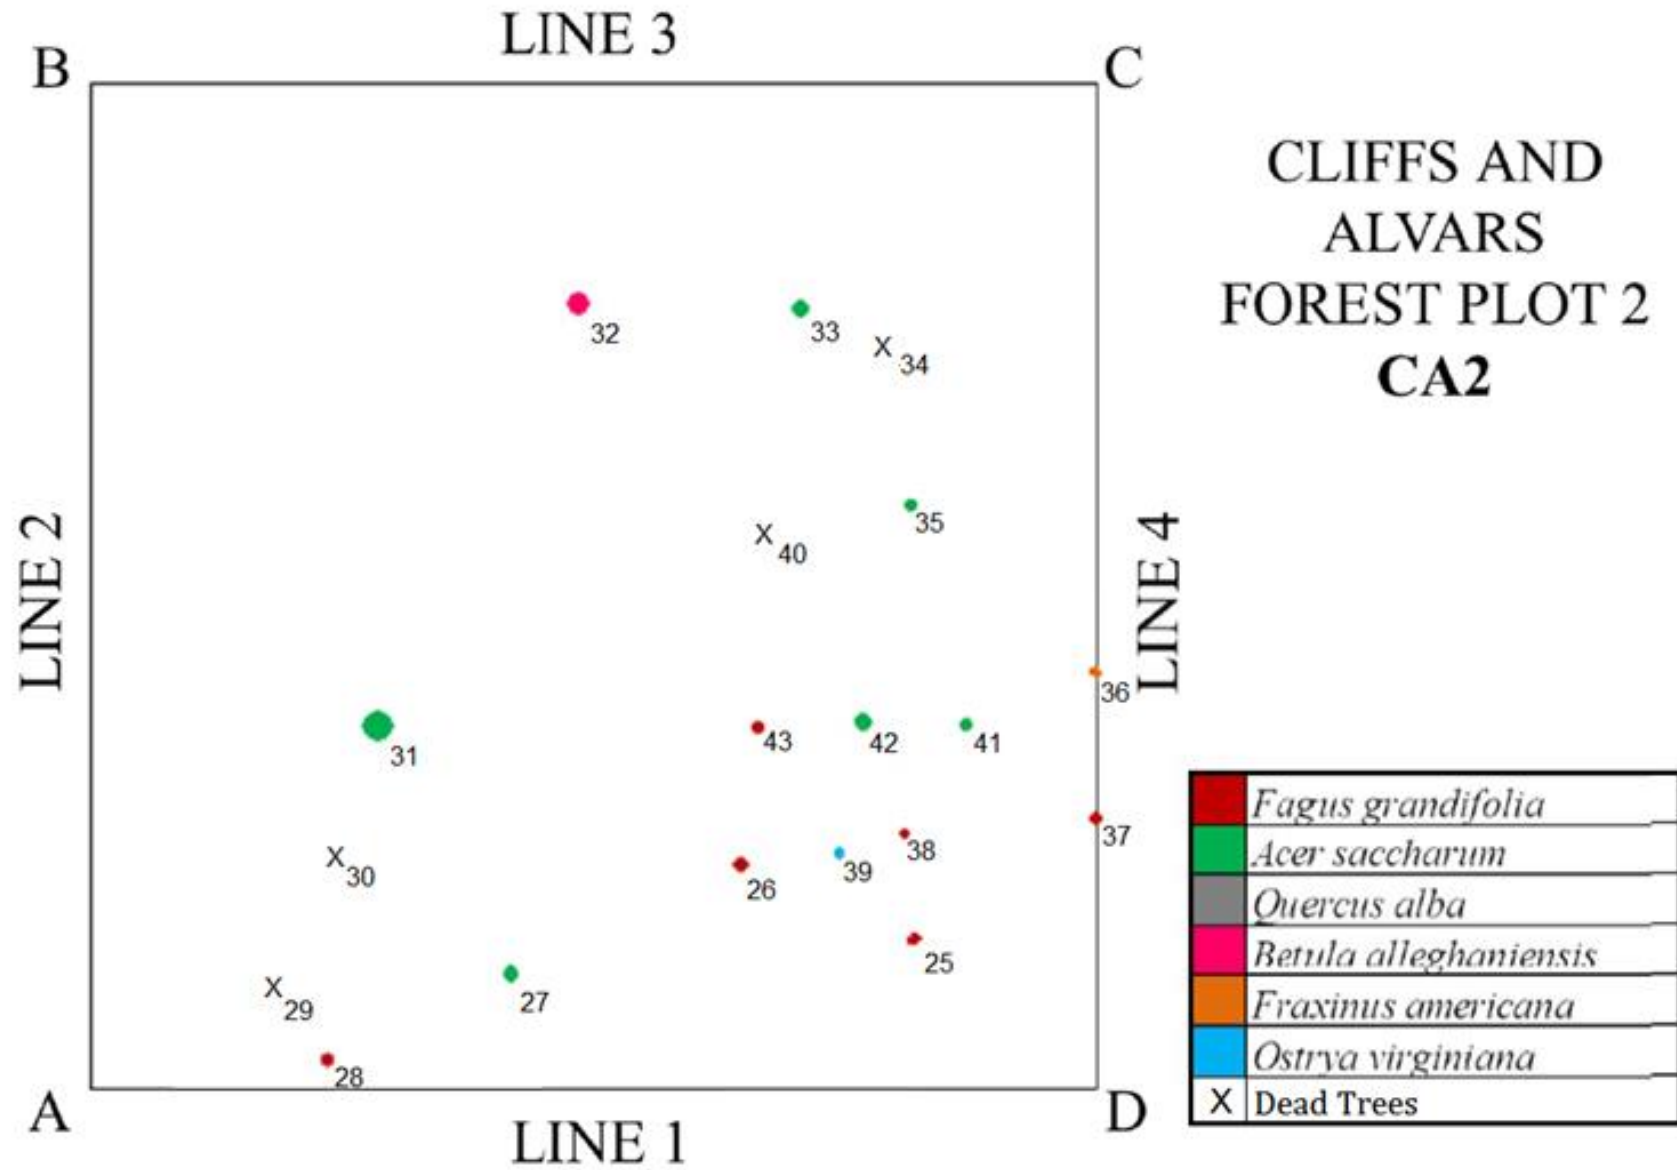 LINE 3
B
C
CLIFFS AND
ALVARS
FOREST PLOT 2
CA2
32
33
X 34
35
X 40
LINE 2
LINE 4
36
31
43
42
41
37
X 30
26
39
38
25
X 29
27
28
A
D
LINE 1
Fagus grandifolia
Acer saccharum
Quercus alba
Betula alleghaniensis
Fraxinus americana
Ostrya virginiana
X Dead Trees